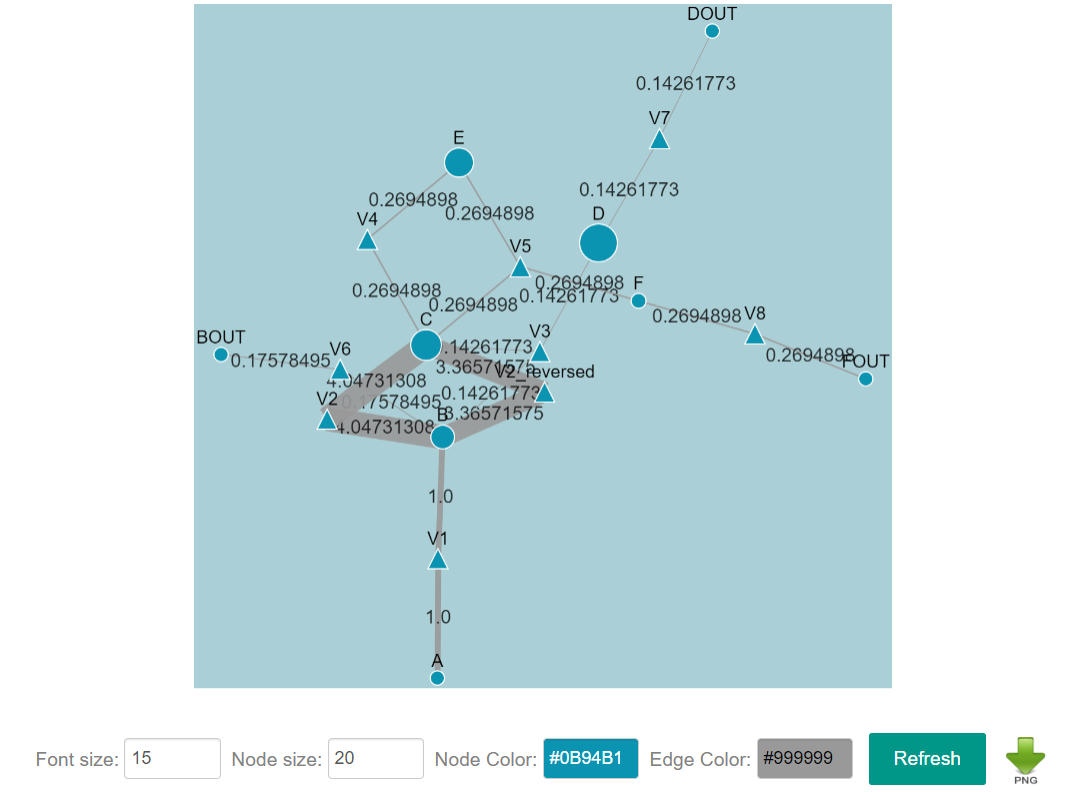 DOUT
0.14261773
V7
E
0.14261773
0.2694898
D
0.2694898
V4
V5
0.2694898
F
0.2694898
0.14261773
0.2694898
0.2694898
V8
C
V3
BOUT
0.14261773
V6
0.2694898
0.17578495
FOUT
3.36571575
V2_reversed
4.04731308
0.14261773
V2
0.17578495
B
3.36571575
4.04731308
1.0
V1
1.0
A
Font size: 15 Node size: 20 Node Color: #0B94B1 Edge Color: #999999 Refresh
PNG